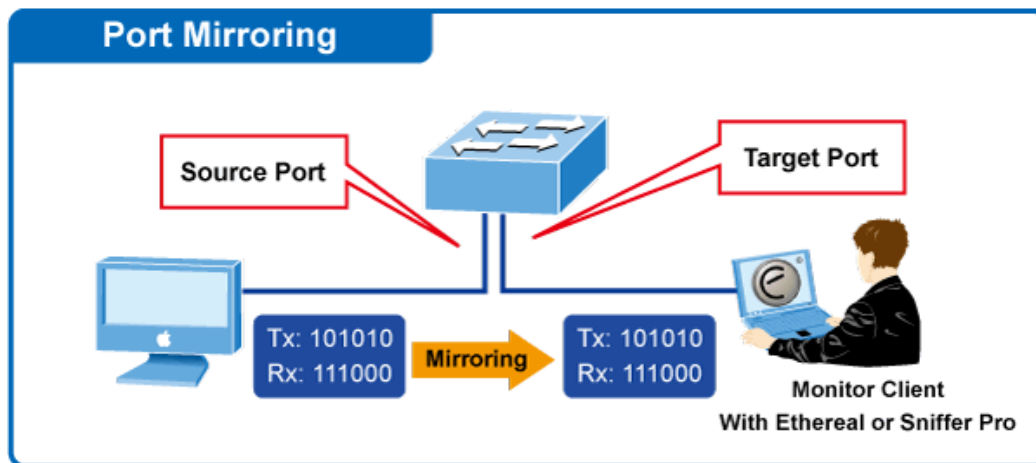 Port Mirroring
Source Port
Target Port
Tx: 101010
Rx: 111000
Mirroring
Tx: 101010
Rx: 111000
Monitor Client
With Ethereal or Sniffer Pro